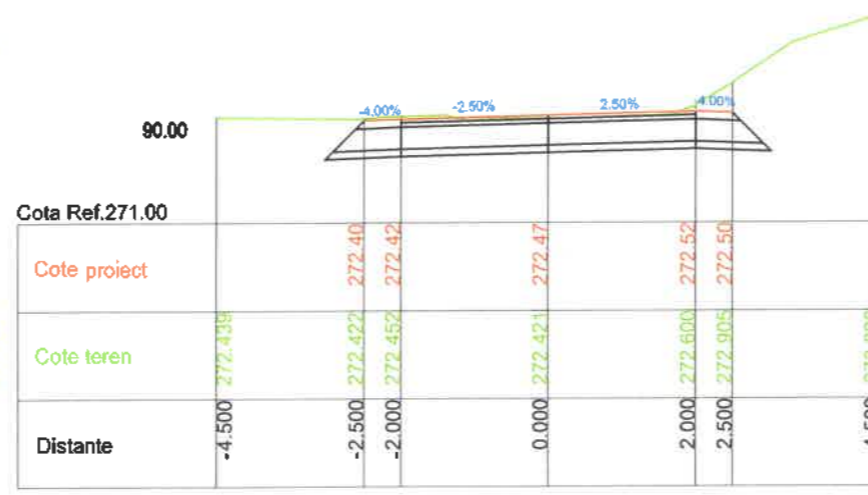 -4.00% -2.50% 2.50% 4.00%
90.00
Cota Ref.271.00
Cote proiect 272.40 272.42 272.47 272.52 272.50
Cote teren 272.439 272.422 272.452 272.421 272.600 272.905
Distante -4.500 -2.500 -2.000 0.000 2.000 2.500